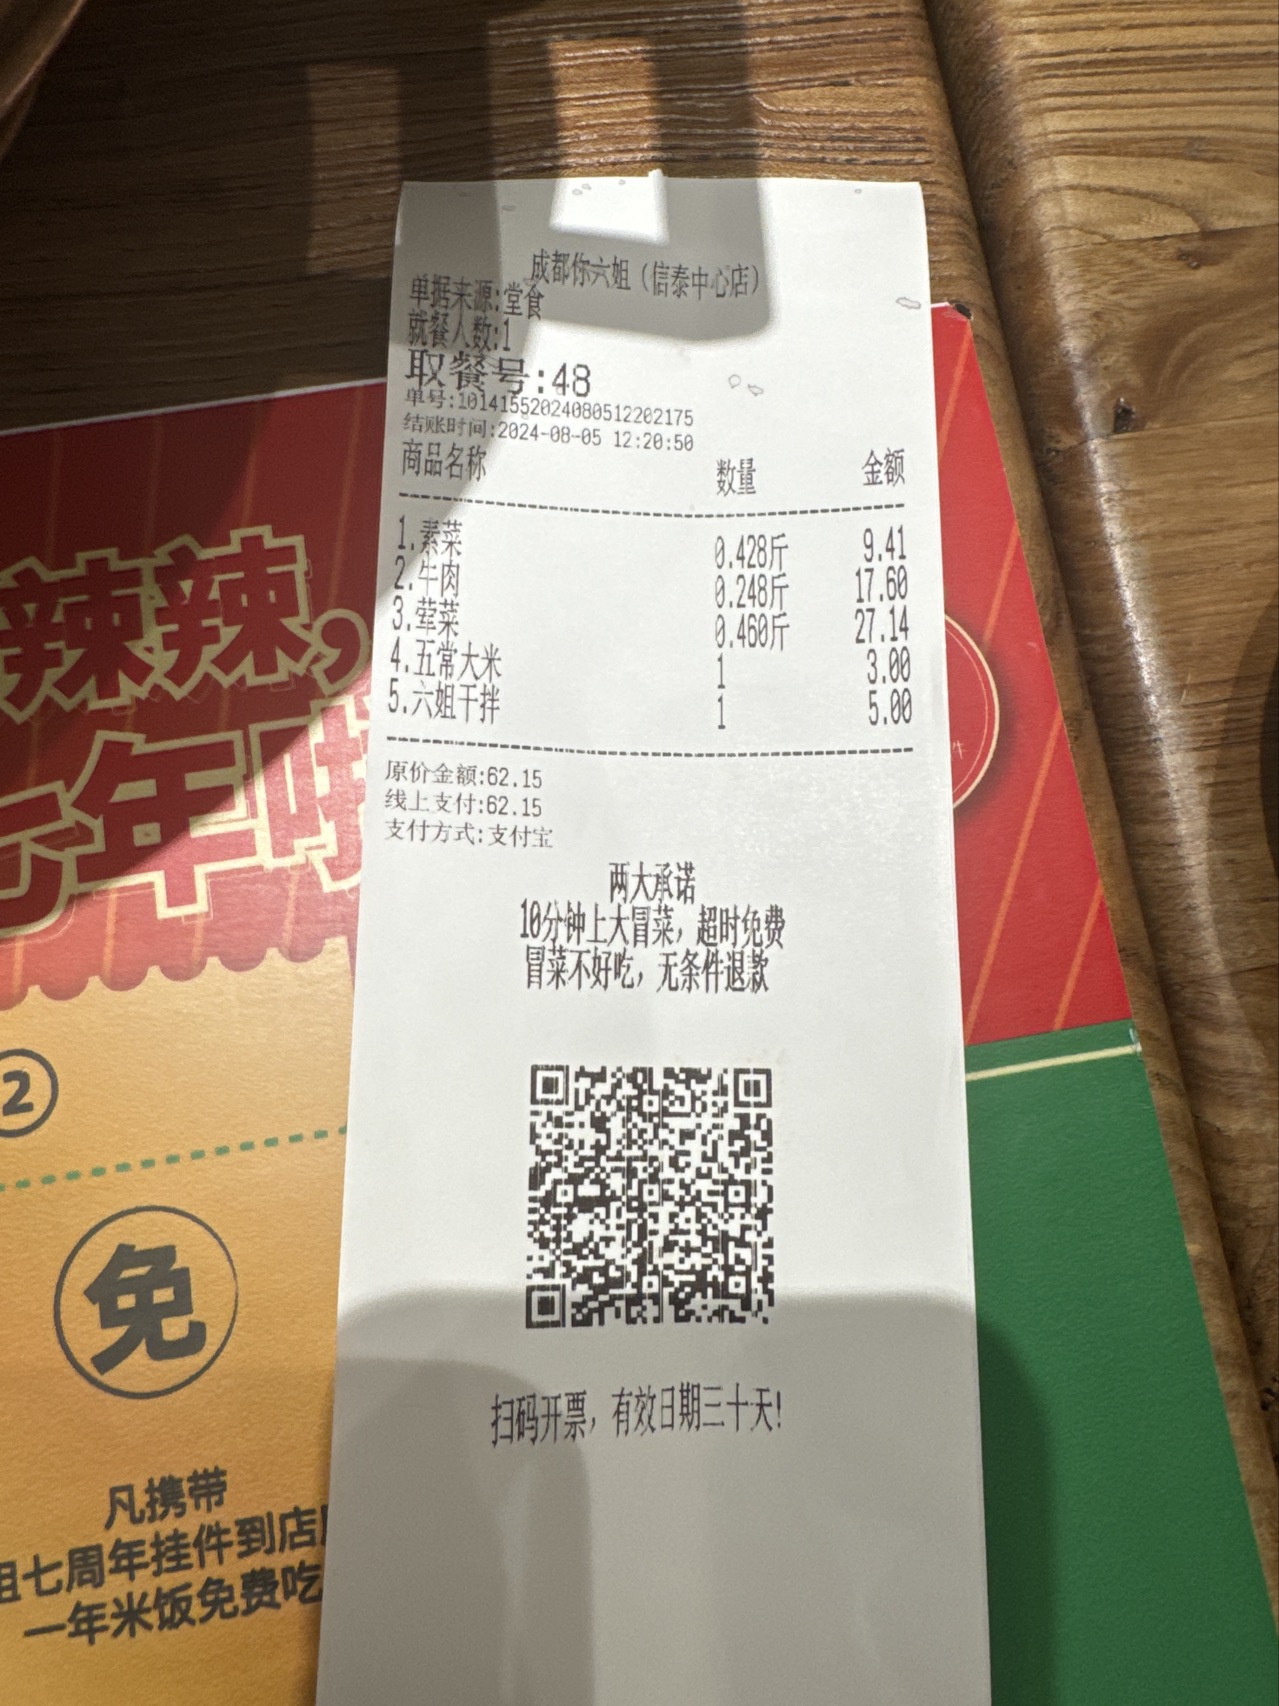 成都你六姐（信泰中心店）
单据来源:堂食
就餐人数:1
取餐号:48
单号:10141552024080512202175
结账时间:2024-08-05 12:20:50
商品名称 数量 金额
1.素菜 0.428斤 9.41
2.牛肉 0.248斤 17.60
3.荤菜 0.460斤 27.14
4.五常大米 1 3.00
5.六姐干拌 1 5.00
原价金额:62.15
线上支付:62.15
支付方式:支付宝
两大承诺
10分钟上大冒菜，超时免费
冒菜不好吃，无条件退款
扫码开票，有效日期三十天!
辣辣，
七年
②
免
凡携带
姐七周年挂件到店
一年米饭免费吃
件